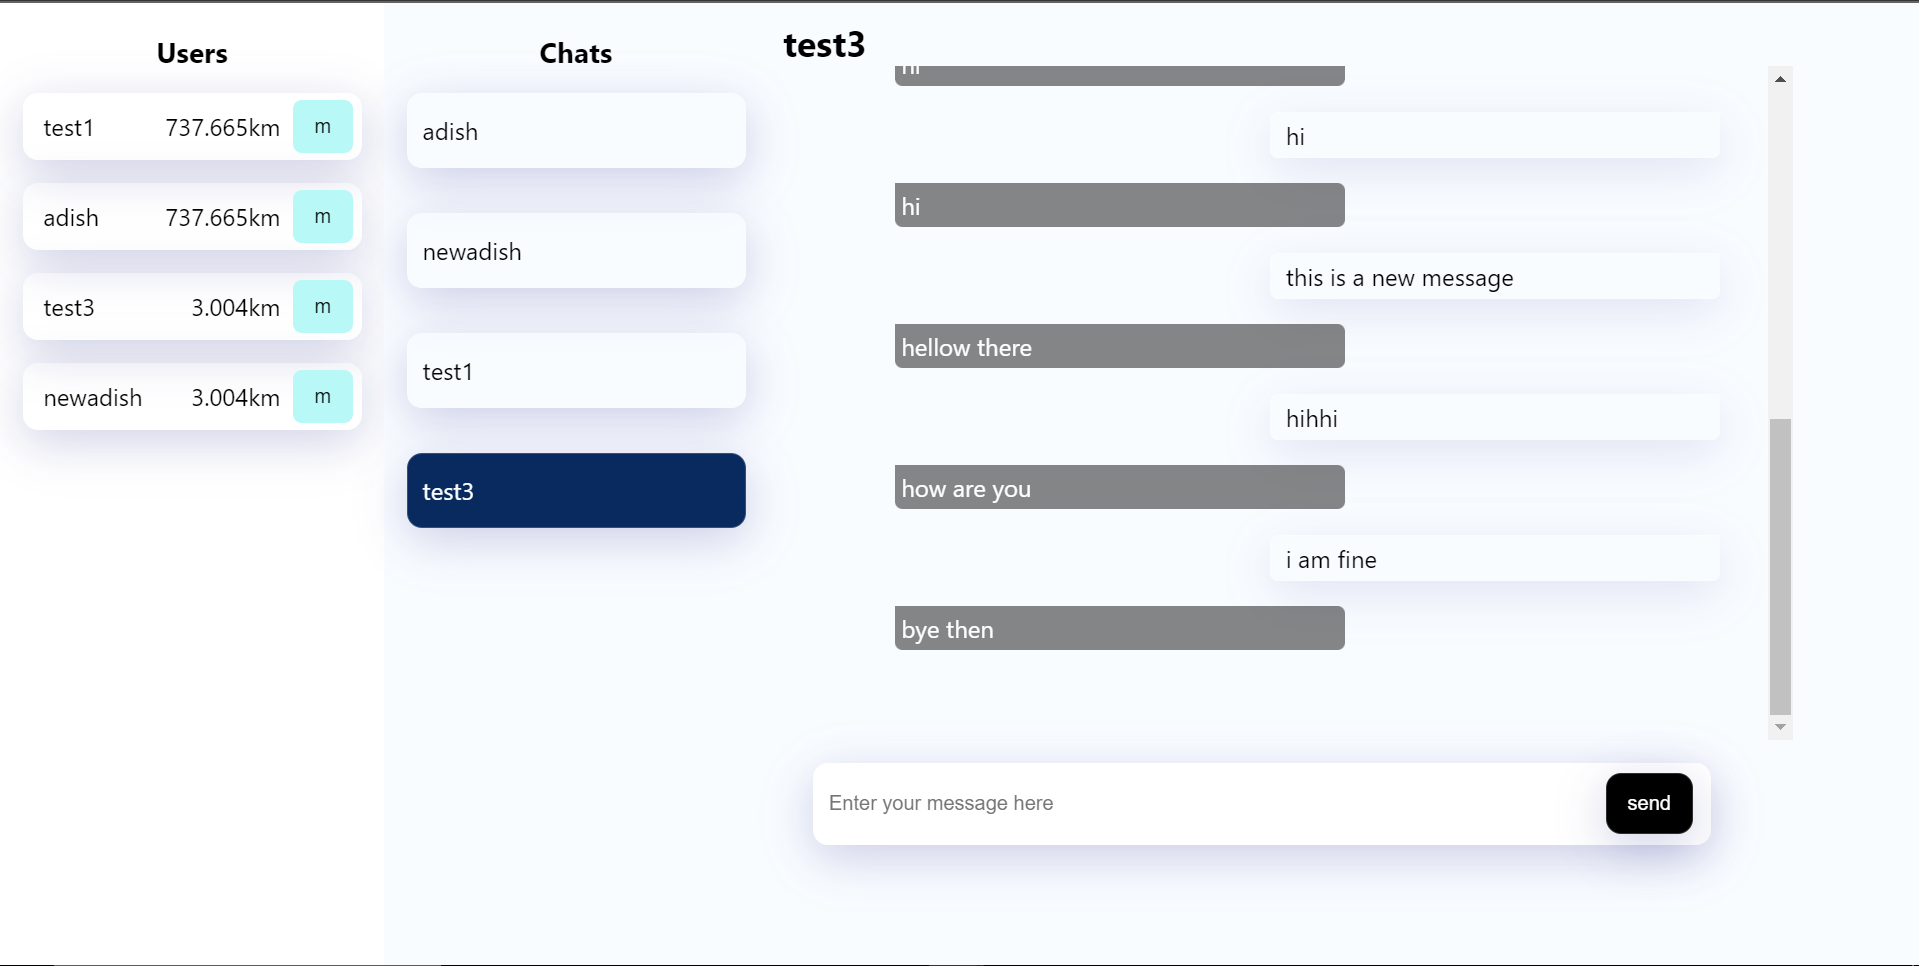 Users
test1 737.665km m
adish 737.665km m
test3 3.004km m
newadish 3.004km m
Chats
adish
newadish
test1
test3
test3
hi
hi
hi
this is a new message
hellow there
hihhi
how are you
i am fine
bye then
Enter your message here
send